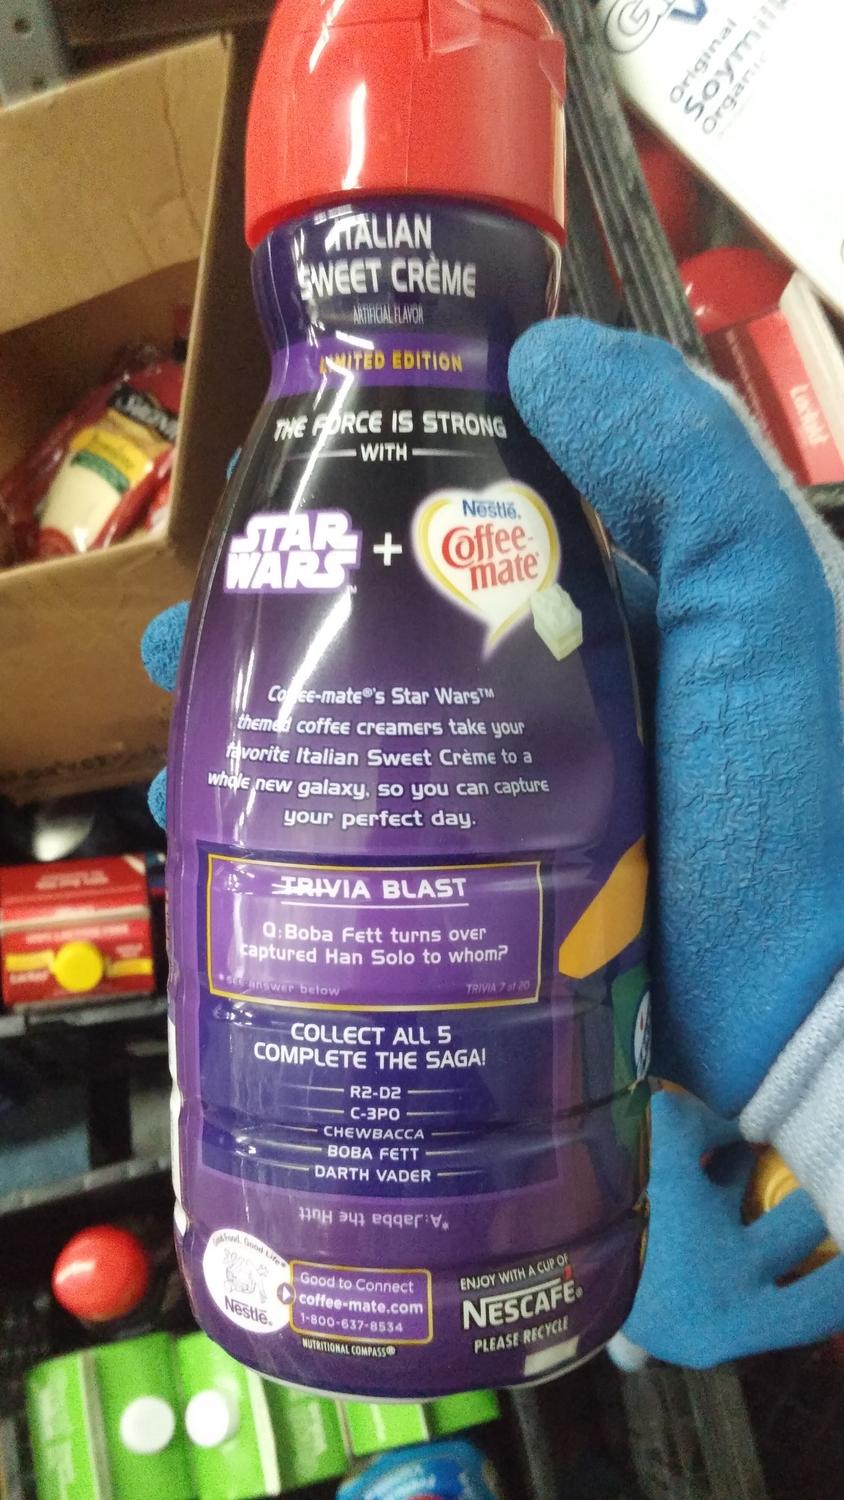 ITALIAN
SWEET CRÈME
ARTIFICIAL FLAVOR
LIMITED EDITION
THE FORCE IS STRONG
WITH
STAR
WARS™
+
Nestlé®
Coffee-
mate®
Coffee-mate®'s Star Wars™
themed coffee creamers take your
favorite Italian Sweet Crème to a
whole new galaxy, so you can capture
your perfect day.
TRIVIA BLAST
Q:Boba Fett turns over
captured Han Solo to whom?
*see answer below
TRIVIA 7 of 20
COLLECT ALL 5
COMPLETE THE SAGA!
R2-D2
C-3PO
CHEWBACCA
BOBA FETT
DARTH VADER
*A:Jabba the Hutt
Good Food, Good Life®
Nestlé®
Good to Connect
coffee-mate.com
1-800-637-8534
NUTRITIONAL COMPASS®
ENJOY WITH A CUP OF
NESCAFÉ®
PLEASE RECYCLE
Original
Soymilk
Organic
Lactaid